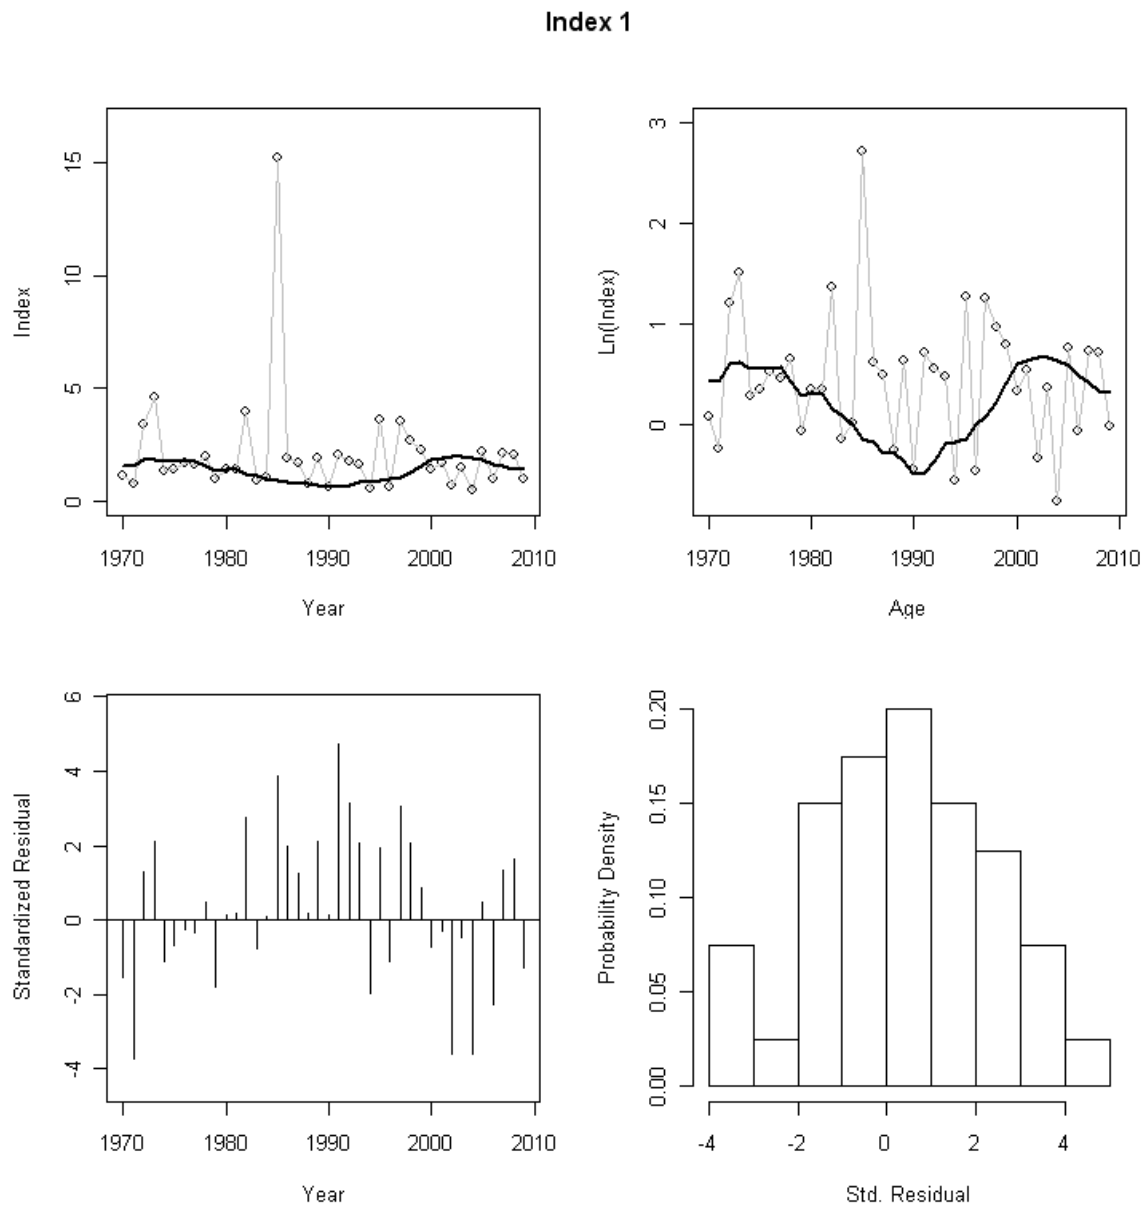 Index 1
Index
0
5
10
15
1970 1980 1990 2000 2010
Year
Ln(Index)
0
1
2
3
1970 1980 1990 2000 2010
Age
Standardized Residual
-4
-2
0
2
4
6
1970 1980 1990 2000 2010
Year
Probability Density
0.00
0.05
0.10
0.15
0.20
-4 -2 0 2 4
Std. Residual